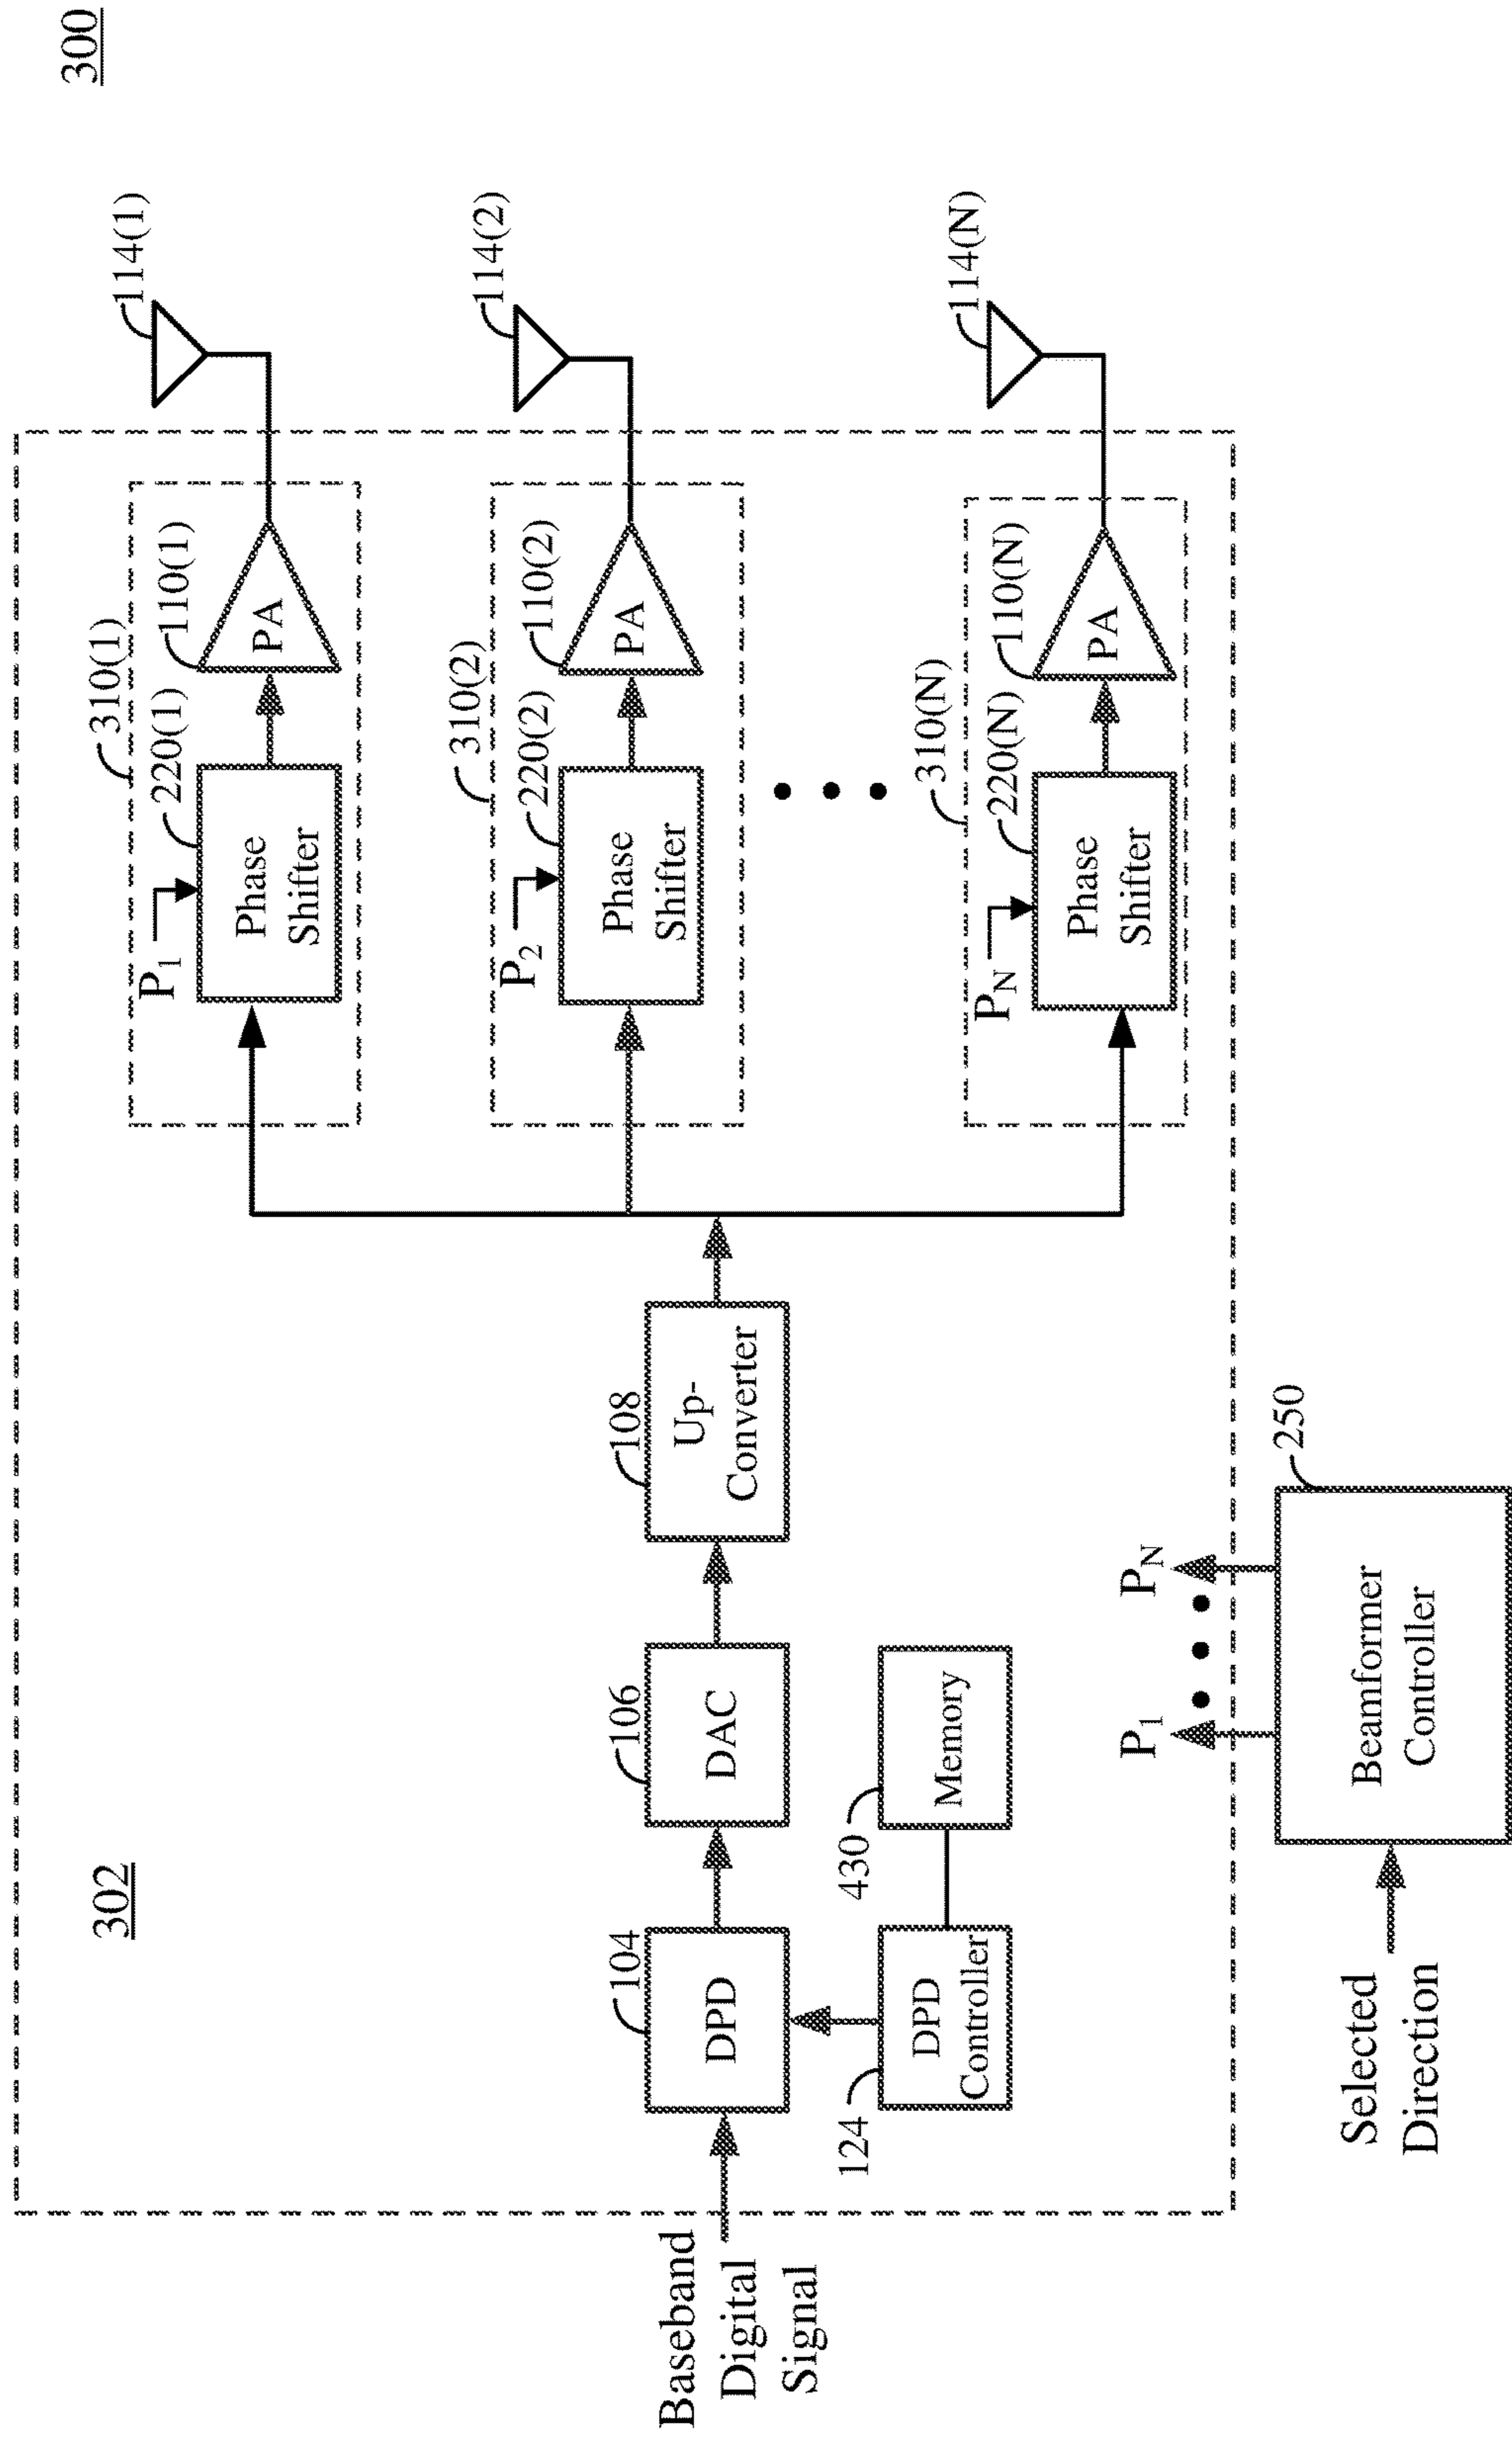 300
302
114(1)
310(1)
110(1)
220(1)
P1
PA
Phase
Shifter
114(2)
310(2)
110(2)
220(2)
P2
PA
Phase
Shifter
114(N)
310(N)
110(N)
220(N)
PN
PA
Phase
Shifter
Baseband
Digital
Signal
104
DPD
106
DAC
108
Up-
Converter
124
DPD
Controller
430
Memory
P1
PN
250
Beamformer
Controller
Selected
Direction